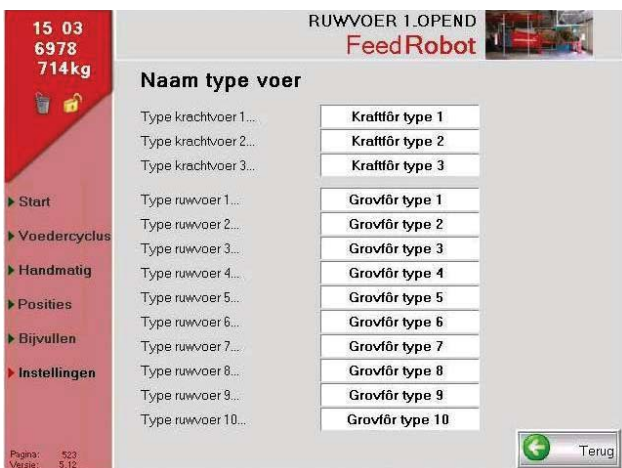 15 03
6978
714kg
RUWVOER 1.OPEND
FeedRobot
Naam type voer
Type krachtvoer 1... Kraftfôr type 1
Type krachtvoer 2... Kraftfôr type 2
Type krachtvoer 3... Kraftfôr type 3
Type ruwvoer 1... Grovfôr type 1
Type ruwvoer 2... Grovfôr type 2
Type ruwvoer 3... Grovfôr type 3
Type ruwvoer 4... Grovfôr type 4
Type ruwvoer 5... Grovfôr type 5
Type ruwvoer 6... Grovfôr type 6
Type ruwvoer 7... Grovfôr type 7
Type ruwvoer 8... Grovfôr type 8
Type ruwvoer 9... Grovfôr type 9
Type ruwvoer 10... Grovfôr type 10
Start
Voedercyclus
Handmatig
Posities
Bijvullen
Instellingen
Pagina: 523
Versie: 5.12
Terug